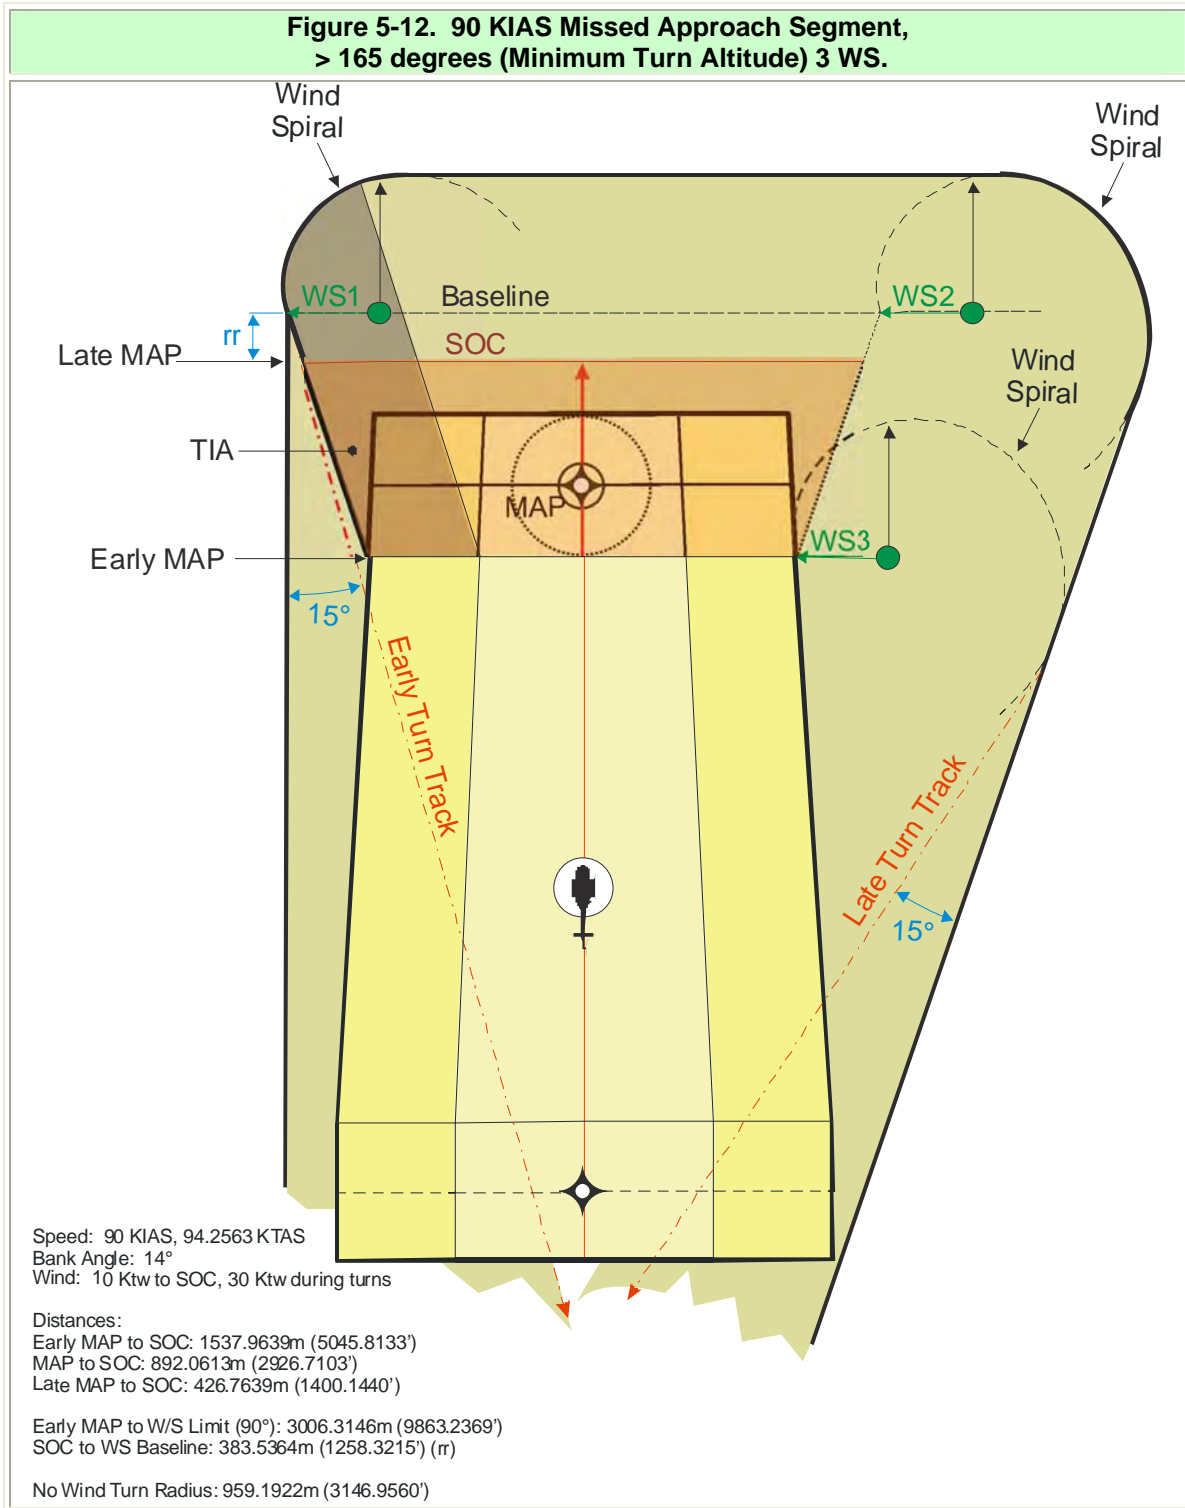 Figure 5-12. 90 KIAS Missed Approach Segment,
> 165 degrees (Minimum Turn Altitude) 3 WS.
Wind
Spiral
Wind
Spiral
WS1
Baseline
WS2
rr
SOC
Late MAP
Wind
Spiral
TIA
MAP
WS3
Early MAP
15°
Early Turn Track
Late Turn Track
15°
Speed: 90 KIAS, 94.2563 KTAS
Bank Angle: 14°
Wind: 10 Ktw to SOC, 30 Ktw during turns
Distances:
Early MAP to SOC: 1537.9639m (5045.8133’)
MAP to SOC: 892.0613m (2926.7103’)
Late MAP to SOC: 426.7639m (1400.1440’)
Early MAP to W/S Limit (90°): 3006.3146m (9863.2369’)
SOC to WS Baseline: 383.5364m (1258.3215’) (rr)
No Wind Turn Radius: 959.1922m (3146.9560’)